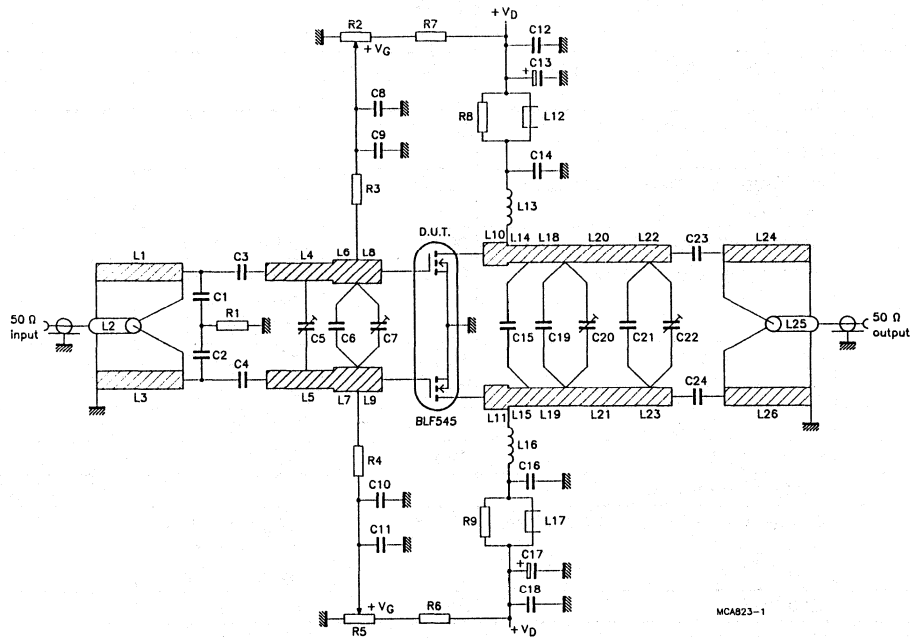 +VD
R2
R7
+VG
C12
C13
+
C8
R8
L12
C9
C14
R3
L13
D.U.T.
L10
L14
L18
L20
L22
C23
L24
L1
C3
L4
L6
L8
50 Ω
input
L2
C1
R1
C2
C5
C6
C7
C15
C19
C20
C21
C22
L25
50 Ω
output
L3
C4
L5
L7
L9
BLF545
L11
L15
L19
L21
L23
C24
L26
L16
R4
C16
C10
R9
L17
C11
C17
+
C18
+VG
R6
R5
+VD
MCA823-1